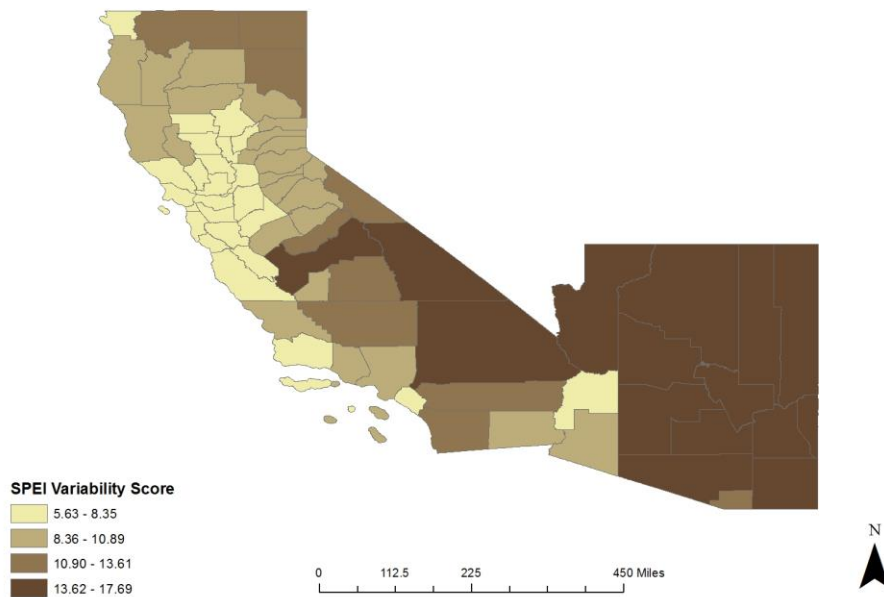 SPEI Variability Score
5.63 - 8.35
8.36 - 10.89
10.90 - 13.61
13.62 - 17.69
0 112.5 225 450 Miles
N